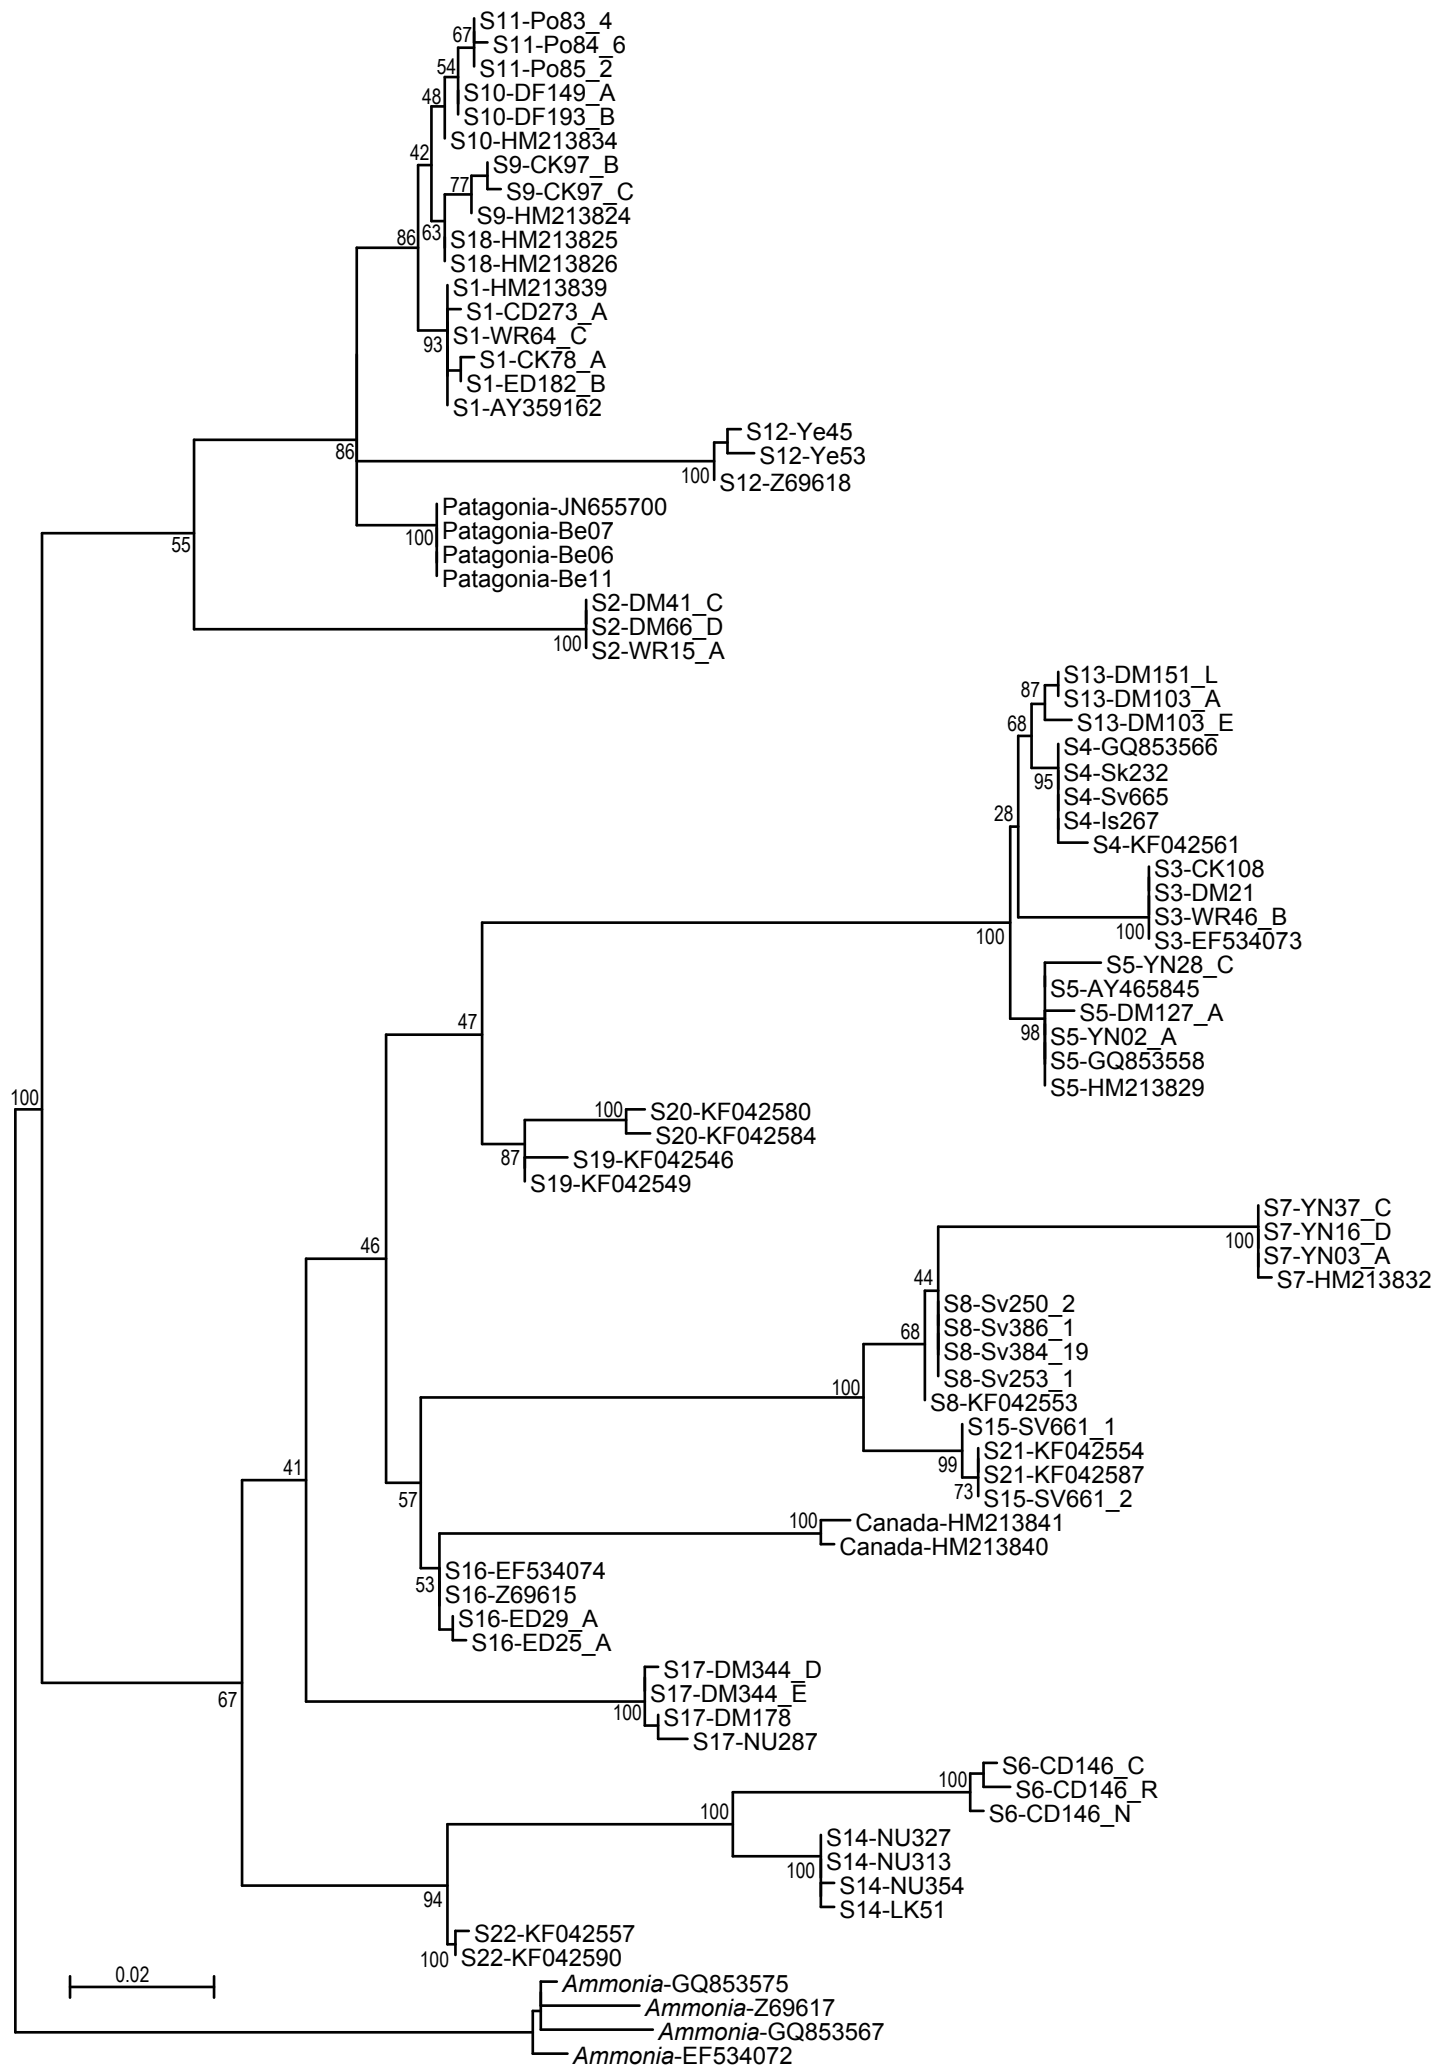 S11-Po83_4
67
S11-Po84_6
54
S11-Po85_2
S10-DF149_A
48
S10-DF193_B
S10-HM213834
42
S9-CK97_B
77
S9-CK97_C
S9-HM213824
63
86
S18-HM213825
S18-HM213826
S1-HM213839
S1-CD273_A
S1-WR64_C
93
S1-CK78_A
S1-ED182_B
S1-AY359162
S12-Ye45
86
S12-Ye53
100
S12-Z69618
Patagonia-JN655700
100
Patagonia-Be07
55
Patagonia-Be06
Patagonia-Be11
S2-DM41_C
S2-DM66_D
100
S2-WR15_A
S13-DM151_L
87
S13-DM103_A
68
S13-DM103_E
S4-GQ853566
S4-Sk232
95
S4-Sv665
28
S4-Is267
S4-KF042561
S3-CK108
S3-DM21
S3-WR46_B
100
100
S3-EF534073
S5-YN28_C
S5-AY465845
S5-DM127_A
47
98
S5-YN02_A
S5-GQ853558
S5-HM213829
100
100
S20-KF042580
S20-KF042584
87
S19-KF042546
S19-KF042549
S7-YN37_C
S7-YN16_D
100
46
S7-YN03_A
44
S7-HM213832
S8-Sv250_2
68
S8-Sv386_1
S8-Sv384_19
100
S8-Sv253_1
S8-KF042553
S15-SV661_1
S21-KF042554
99
41
S21-KF042587
57
73
S15-SV661_2
100
Canada-HM213841
Canada-HM213840
S16-EF534074
53
S16-Z69615
S16-ED29_A
S16-ED25_A
S17-DM344_D
67
S17-DM344_E
100
S17-DM178
S17-NU287
S6-CD146_C
100
S6-CD146_R
100
S6-CD146_N
S14-NU327
S14-NU313
100
S14-NU354
94
S14-LK51
S22-KF042557
100
S22-KF042590
0.02
Ammonia-GQ853575
Ammonia-Z69617
Ammonia-GQ853567
Ammonia-EF534072